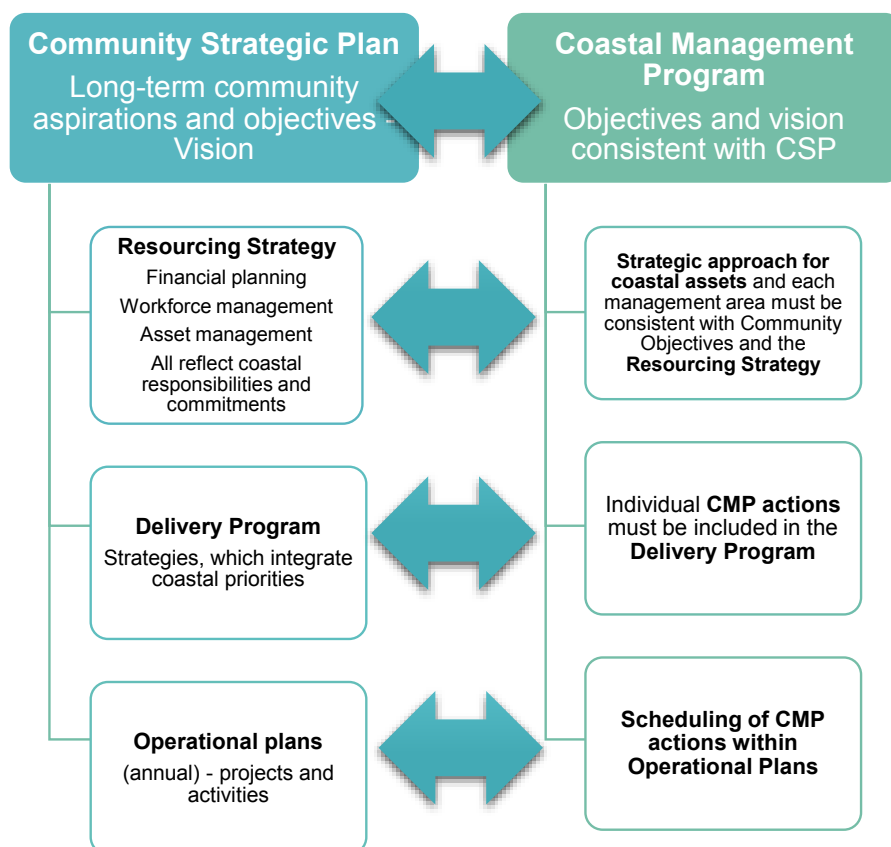 Community Strategic Plan
Long-term community
aspirations and objectives -
Vision
Coastal Management
Program
Objectives and vision
consistent with CSP
Resourcing Strategy
Financial planning
Workforce management
Asset management
All reflect coastal
responsibilities and
commitments
Strategic approach for
coastal assets and each
management area must be
consistent with Community
Objectives and the
Resourcing Strategy
Delivery Program
Strategies, which integrate
coastal priorities
Individual CMP actions
must be included in the
Delivery Program
Operational plans
(annual) - projects and
activities
Scheduling of CMP
actions within
Operational Plans